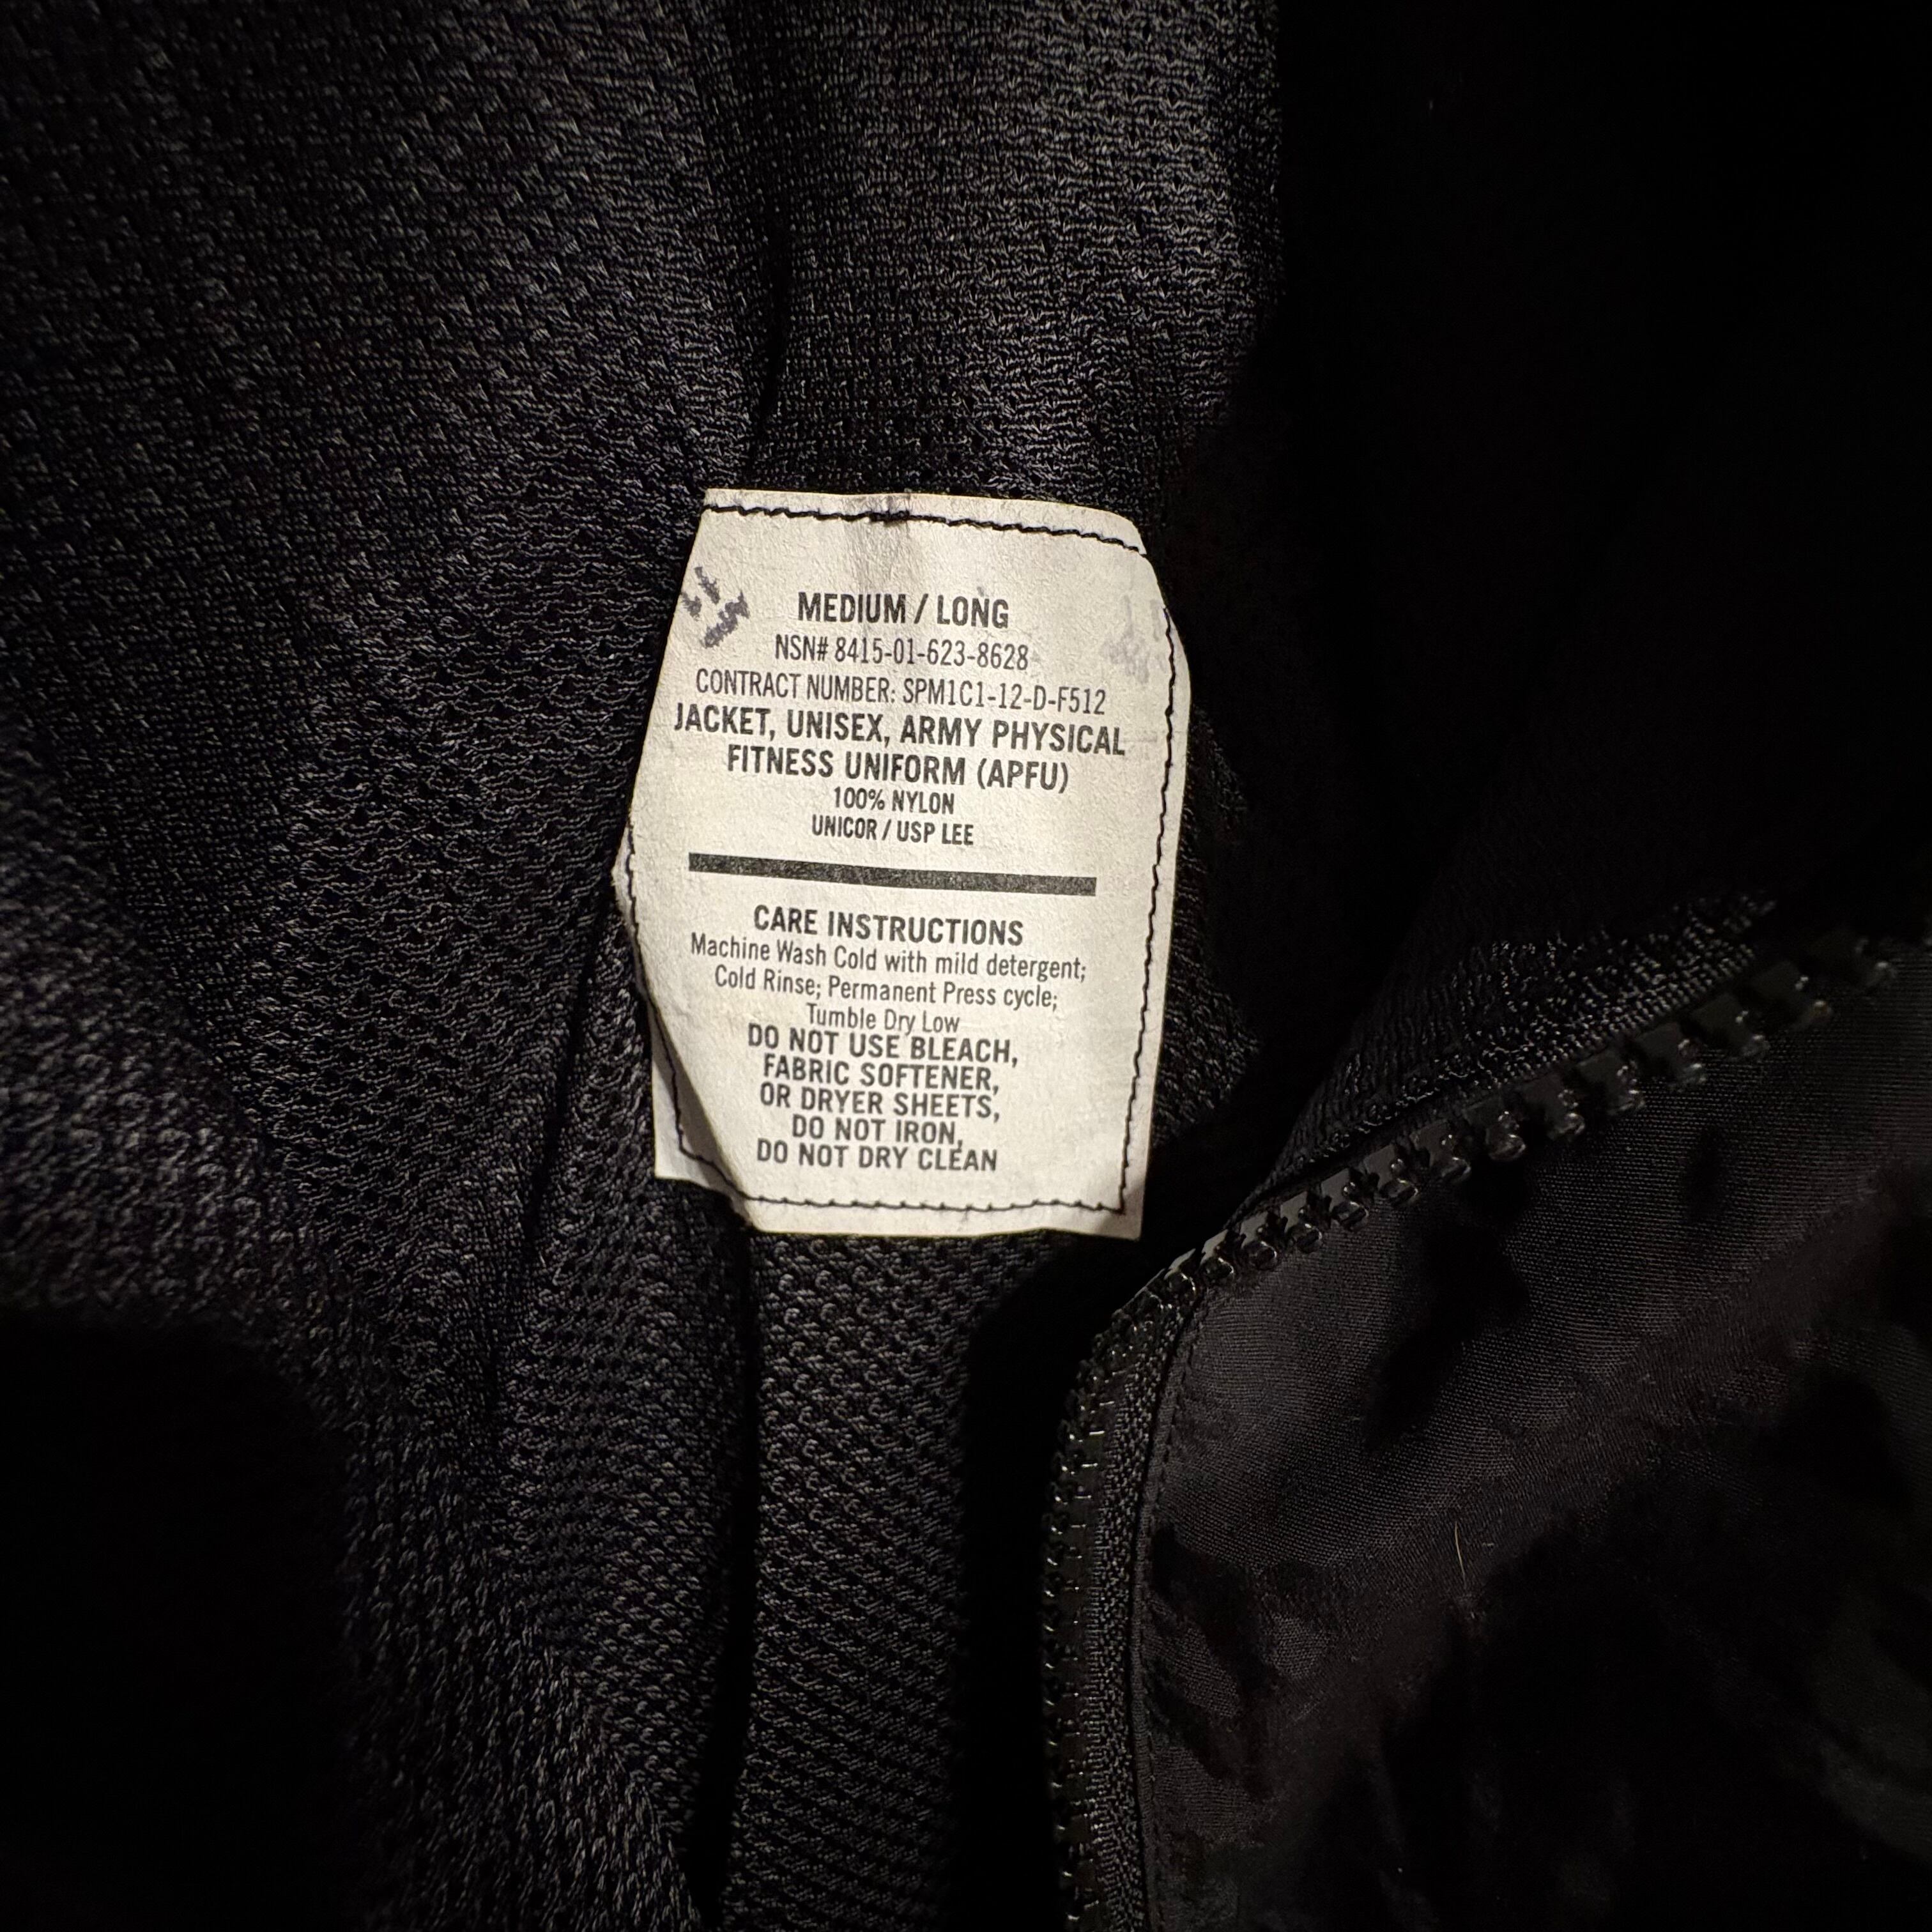 MEDIUM / LONG
NSN# 8415-01-623-8628
CONTRACT NUMBER: SPM1C1-12-D-F512
JACKET, UNISEX, ARMY PHYSICAL
FITNESS UNIFORM (APFU)
100% NYLON
UNICOR / USP LEE
CARE INSTRUCTIONS
Machine Wash Cold with mild detergent;
Cold Rinse; Permanent Press cycle;
Tumble Dry Low
DO NOT USE BLEACH,
FABRIC SOFTENER,
OR DRYER SHEETS,
DO NOT IRON,
DO NOT DRY CLEAN